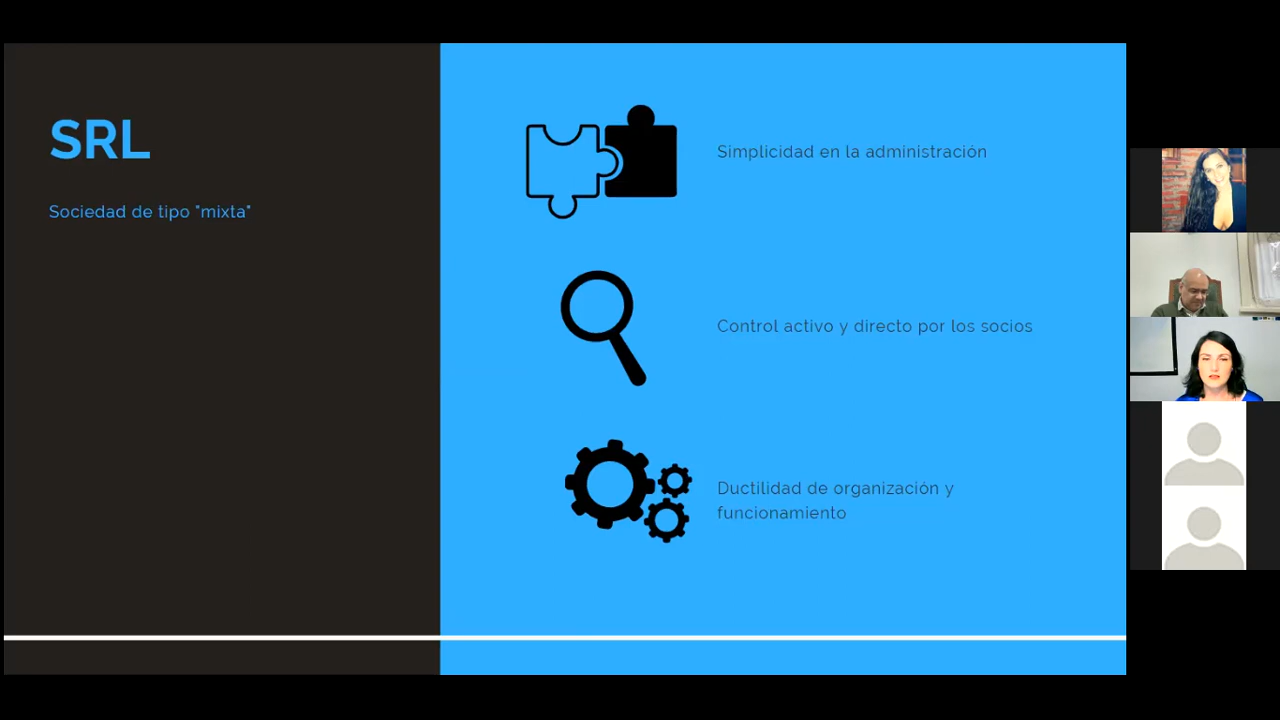 SRL
Sociedad de tipo "mixta"
Simplicidad en la administración
Control activo y directo por los socios
Ductilidad de organización y
funcionamiento